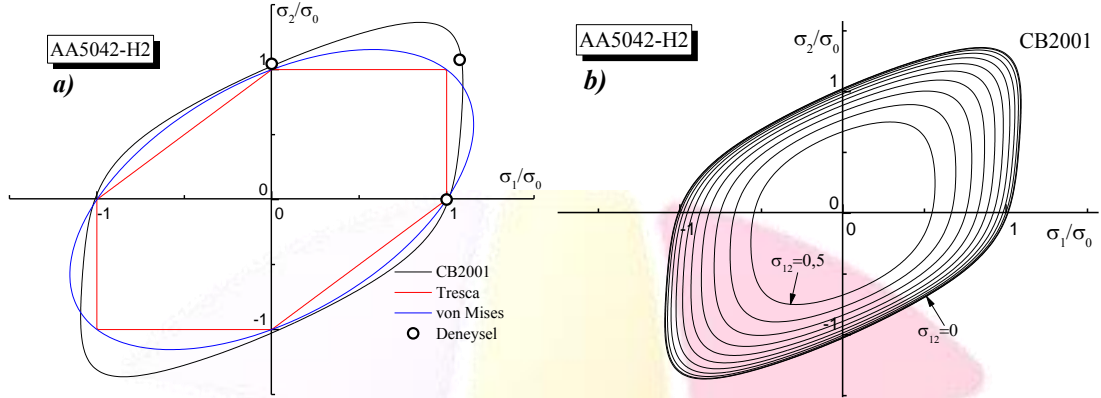 σ₂/σ₀
AA5042-H2
a)
1
0
-1
0
1
σ₁/σ₀
-1
CB2001
Tresca
von Mises
Deneysel
AA5042-H2
b)
σ₂/σ₀
CB2001
1
0
-1
0
1
σ₁/σ₀
σ₁₂=0,5
σ₁₂=0
-1